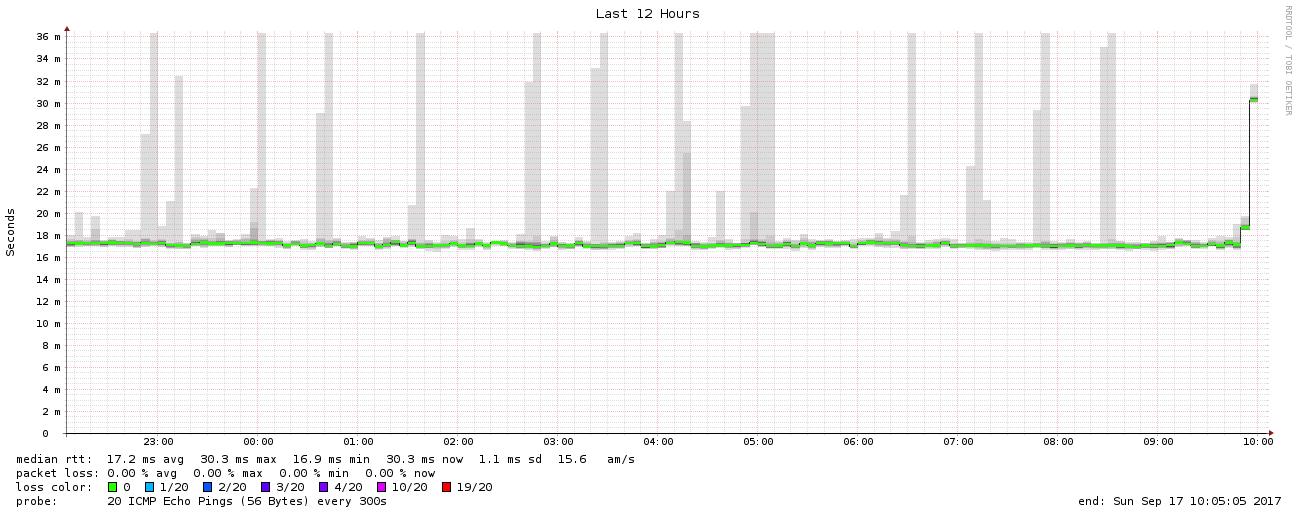 Last 12 Hours
RRDTOOL / TOBI OETIKER
Seconds
36 m
34 m
32 m
30 m
28 m
26 m
24 m
22 m
20 m
18 m
16 m
14 m
12 m
10 m
8 m
6 m
4 m
2 m
0
23:00 00:00 01:00 02:00 03:00 04:00 05:00 06:00 07:00 08:00 09:00 10:00
median rtt: 17.2 ms avg 30.3 ms max 16.9 ms min 30.3 ms now 1.1 ms sd 15.6 am/s
packet loss: 0.00 % avg 0.00 % max 0.00 % min 0.00 % now
loss color: 0 1/20 2/20 3/20 4/20 10/20 19/20
probe: 20 ICMP Echo Pings (56 Bytes) every 300s end: Sun Sep 17 10:05:05 2017